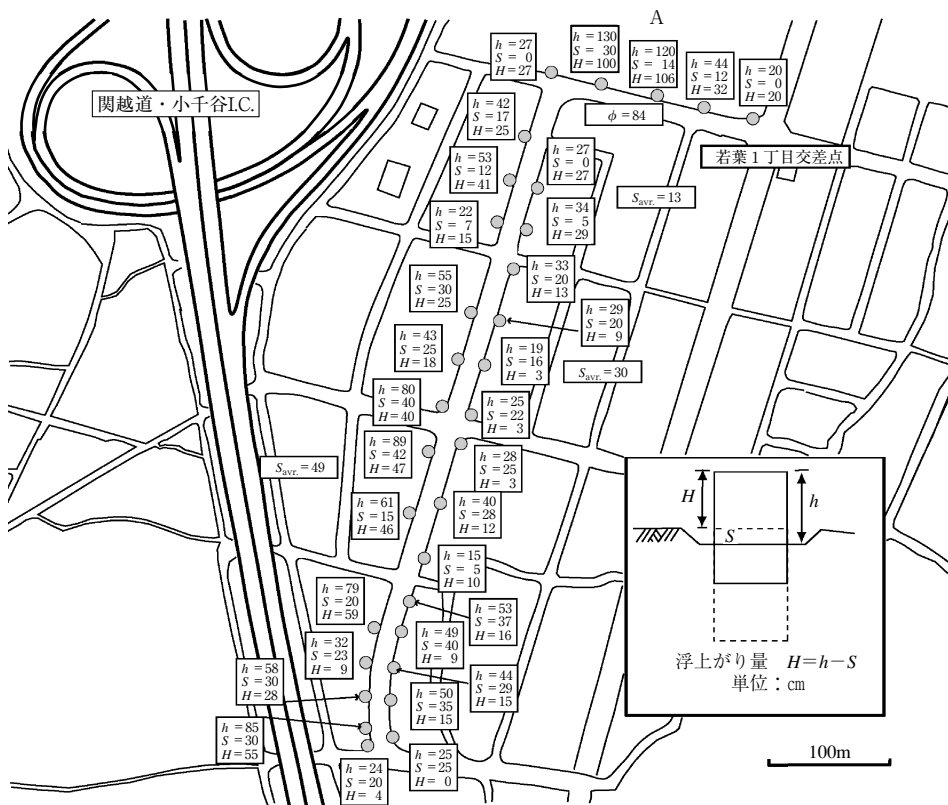 A
h＝27
S＝ 0
H＝27
h＝130
S＝ 30
H＝100
h＝120
S＝ 14
H＝106
h＝44
S＝12
H＝32
h＝20
S＝ 0
H＝20
関越道・小千谷I.C.
φ＝84
若葉１丁目交差点
h＝42
S＝17
H＝25
h＝53
S＝12
H＝41
h＝27
S＝ 0
H＝27
Savr.＝13
h＝22
S＝ 7
H＝15
h＝34
S＝ 5
H＝29
h＝55
S＝30
H＝25
h＝33
S＝20
H＝13
h＝29
S＝20
H＝ 9
h＝43
S＝25
H＝18
h＝19
S＝16
H＝ 3
Savr.＝30
h＝80
S＝40
H＝40
h＝25
S＝22
H＝ 3
h＝89
S＝42
H＝47
Savr.＝49
h＝28
S＝25
H＝ 3
h＝61
S＝15
H＝46
h＝40
S＝28
H＝12
h＝15
S＝ 5
H＝10
h＝79
S＝20
H＝59
h＝53
S＝37
H＝16
h＝32
S＝23
H＝ 9
h＝49
S＝40
H＝ 9
h＝58
S＝30
H＝28
h＝44
S＝29
H＝15
h＝50
S＝35
H＝15
h＝85
S＝30
H＝55
h＝24
S＝20
H＝ 4
h＝25
S＝25
H＝ 0
H
h
S
浮上がり量　H＝h－S
単位：㎝
100m